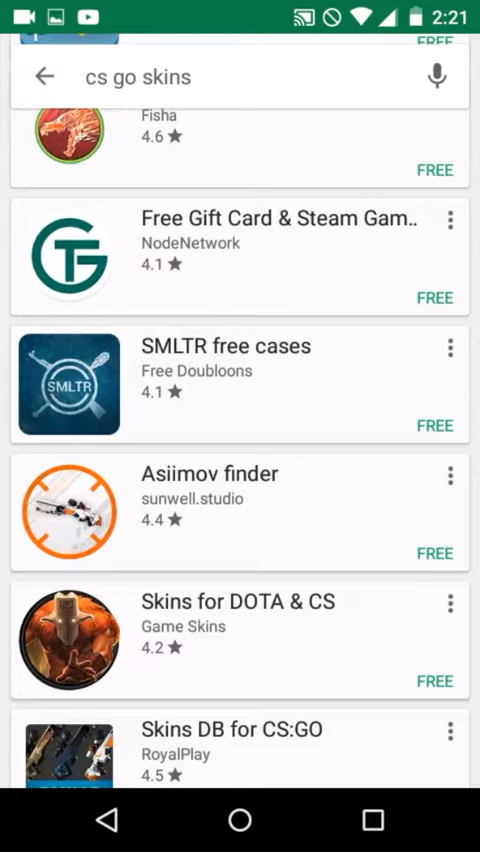 2:21
FREE
cs go skins
Fisha
4.6
FREE
Free Gift Card & Steam Gam..
NodeNetwork
4.1
FREE
SMLTR free cases
SMLTR
Free Doubloons
4.1
FREE
Asiimov finder
sunwell.studio
4.4
FREE
Skins for DOTA & CS
Game Skins
4.2
FREE
Skins DB for CS:GO
RoyalPlay
4.5